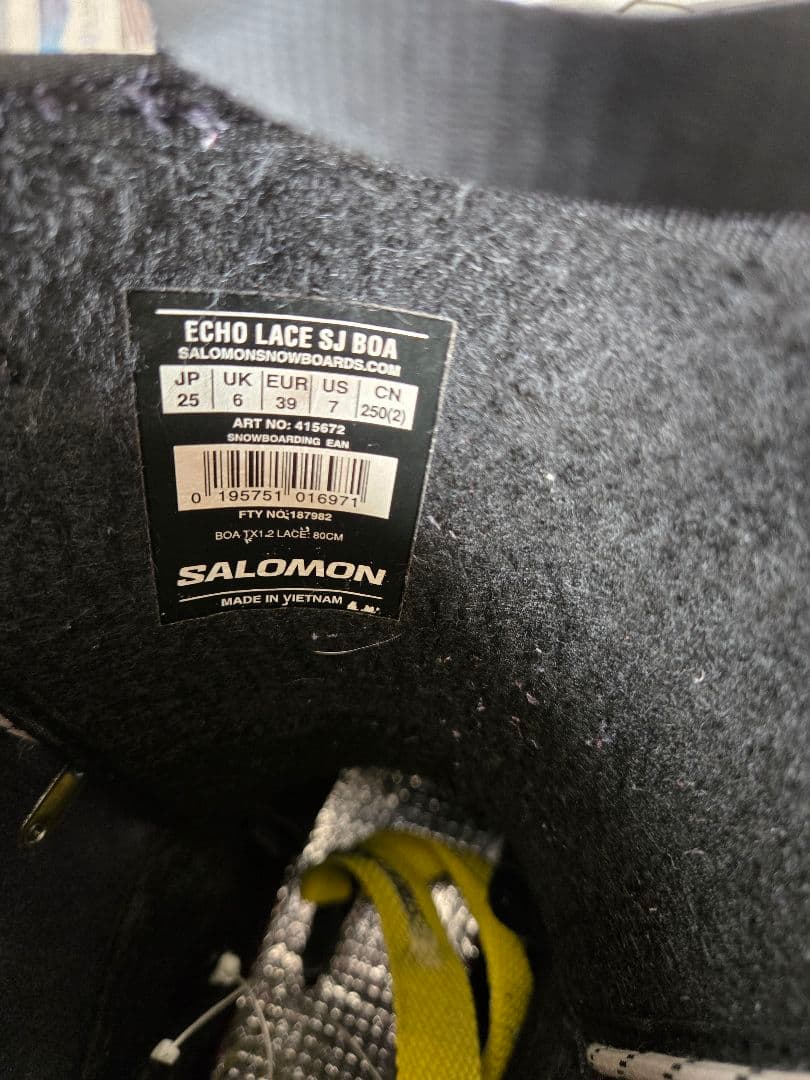 ECHO LACE SJ BOA
SALOMONSNOWBOARDS.COM
JP UK EUR US CN
25 6 39 7 250(2)
ART NO: 415672
SNOWBOARDING EAN
0 195751 016971
FTY NO:187982
BOA TX1.2 LACE: 80CM
SALOMON
MADE IN VIETNAM